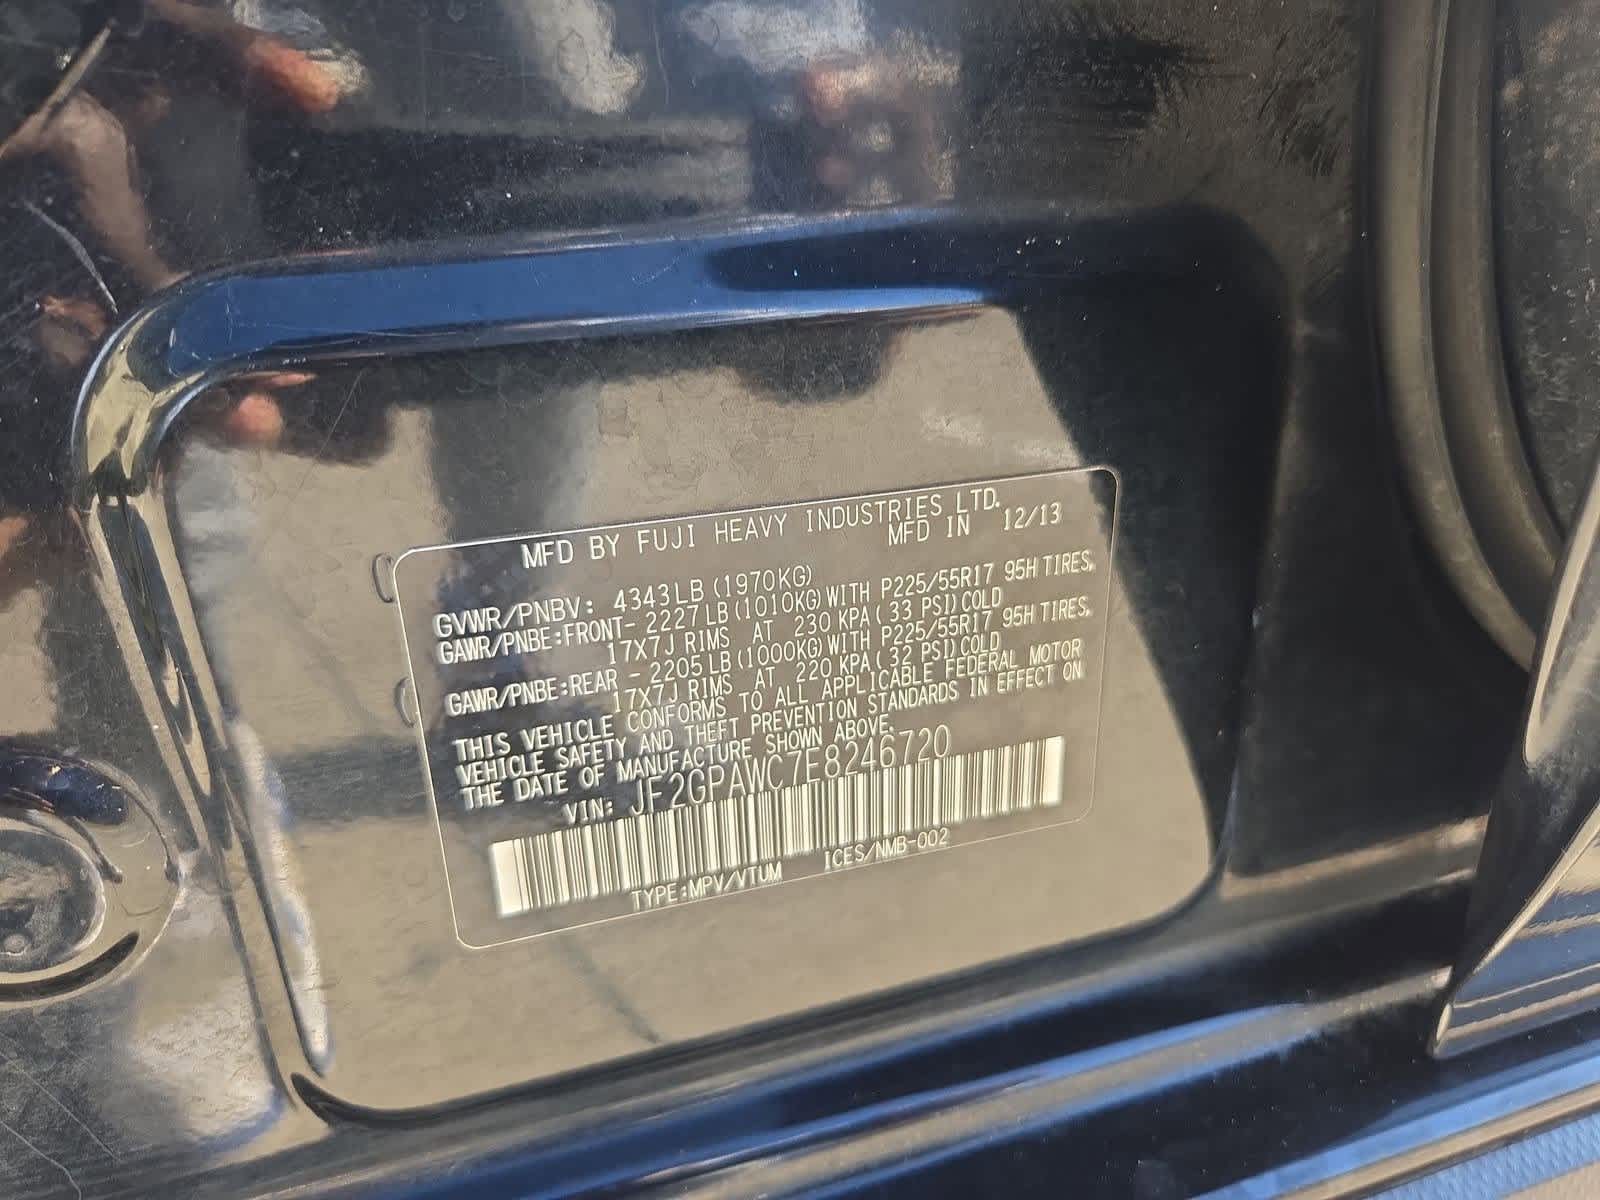 MFD BY FUJI HEAVY INDUSTRIES LTD.
MFD IN 12/13
GVWR/PNBV: 4343LB(1970KG)
GAWR/PNBE:FRONT- 2227LB(1010KG)WITH P225/55R17 95H TIRES,
17X7J RIMS AT 230 KPA(33 PSI)COLD
GAWR/PNBE:REAR - 2205LB(1000KG)WITH P225/55R17 95H TIRES,
17X7J RIMS AT 220 KPA(32 PSI)COLD
THIS VEHICLE CONFORMS TO ALL APPLICABLE FEDERAL MOTOR
VEHICLE SAFETY AND THEFT PREVENTION STANDARDS IN EFFECT ON
THE DATE OF MANUFACTURE SHOWN ABOVE.
VIN: JF2GPAWC7E8246720
TYPE:MPV/VTUM ICES/NMB-002